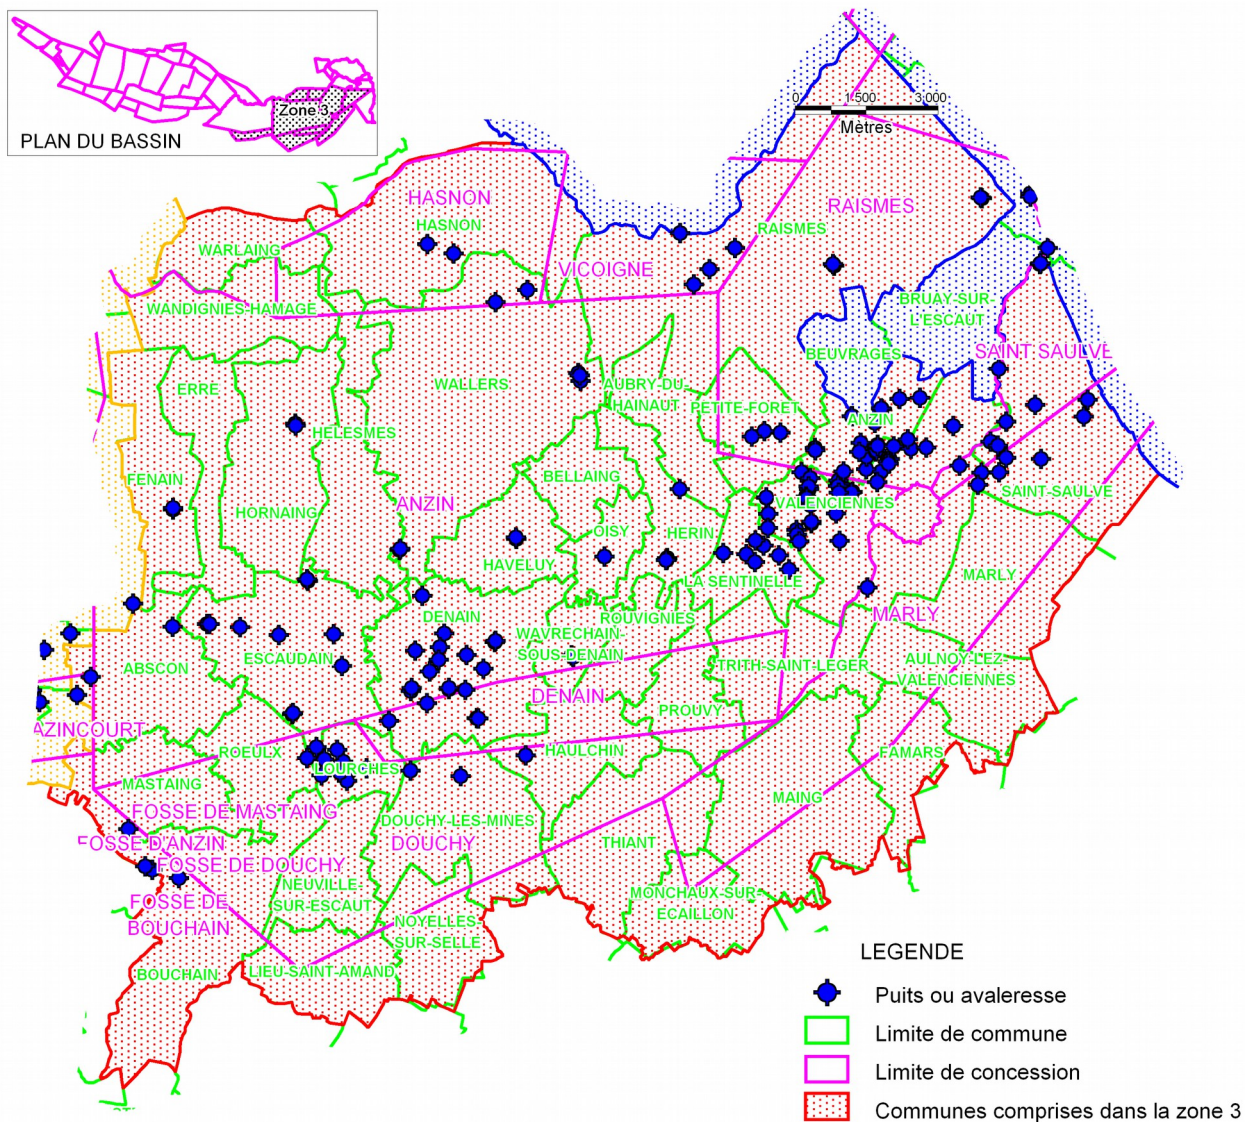 Zone 3
PLAN DU BASSIN
0 1 500 3 000
Mètres
HASNON
HASNON
RAISMES
RAISMES
WARLAING
VICOIGNE
WANDIGNIES-HAMAGE
BRUAY-SUR-
L'ESCAUT
BEUVRAGES
SAINT SAULVE
ERRE
WALLERS
AUBRY-DU-
HAINAUT
PETITE-FORET
ANZIN
HELESMES
FENAIN
BELLAING
HORNAING
ANZIN
VALENCIENNES
SAINT-SAULVE
OISY
HERIN
HAVELUY
LA SENTINELLE
MARLY
DENAIN
ROUVIGNIES
MARLY
WAVRECHAIN-
SOUS-DENAIN
ABSCON
ESCAUDAIN
TRITH-SAINT-LEGER
AULNOY-LEZ-
VALENCIENNES
DENAIN
PROUVY
AZINCOURT
ROEULX
HAULCHIN
FAMARS
LOURCHES
MASTAING
MAING
FOSSE DE MASTAING
DOUCHY-LES-MINES
FOSSE D'ANZIN
DOUCHY
THIANT
FOSSE DE DOUCHY
NEUVILLE-
SUR-ESCAUT
MONCHAUX-SUR-
ECAILLON
FOSSE DE
BOUCHAIN
NOYELLES-
SUR-SELLE
BOUCHAIN
LIEU-SAINT-AMAND
LEGENDE
Puits ou avaleresse
Limite de commune
Limite de concession
Communes comprises dans la zone 3